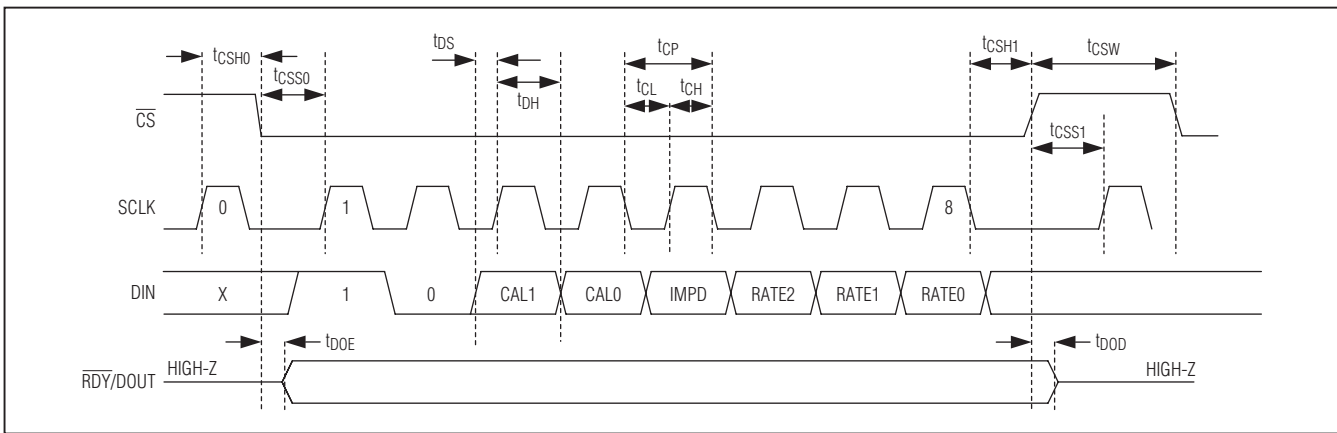 tCSH0 tDS tCP tCSH1 tCSW
tCSS0 tDH tCL tCH
CS tCSS1
SCLK 0 1 8
DIN X 1 0 CAL1 CAL0 IMPD RATE2 RATE1 RATE0
tDOE tDOD
RDY/DOUT HIGH-Z HIGH-Z